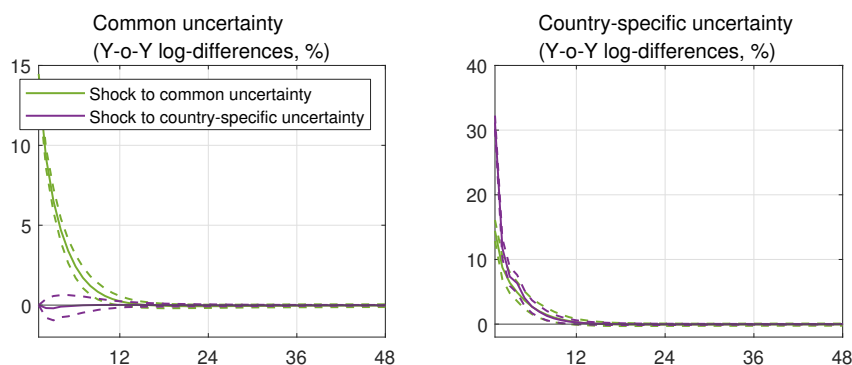 Common uncertainty
(Y-o-Y log-differences, %)
15
10
5
0
12
24
36
48
Shock to common uncertainty
Shock to country-specific uncertainty
Country-specific uncertainty
(Y-o-Y log-differences, %)
40
30
20
10
0
12
24
36
48